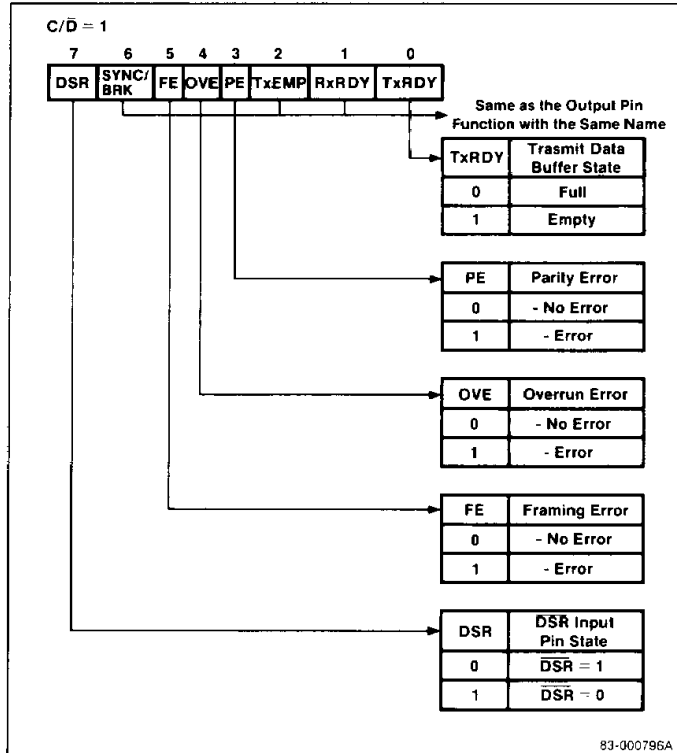 C/D̅ = 1
7 6 5 4 3 2 1 0
DSR SYNC/BRK FE OVE PE TxEMP RxRDY TxRDY
Same as the Output Pin
Function with the Same Name
TxRDY Trasmit Data Buffer State
0 Full
1 Empty
PE Parity Error
0 - No Error
1 - Error
OVE Overrun Error
0 - No Error
1 - Error
FE Framing Error
0 - No Error
1 - Error
DSR D̅S̅R̅ Input Pin State
0 D̅S̅R̅ = 1
1 D̅S̅R̅ = 0
83-000796A